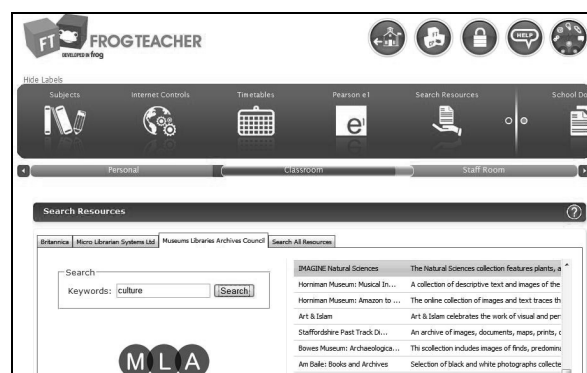 FT
FROGTEACHER
DEVELOPED IN frog
HELP
Hide Labels
Subjects
Internet Controls
Timetables
Pearson e1
Search Resources
School Do
e1
Personal
Classroom
Staff Room
Search Resources
?
Britannica
Micro Librarian Systems Ltd
Museums Libraries Archives Council
Search All Resources
Search
Keywords:
culture
Search
MLA
IMAGINE Natural Sciences
The Natural Sciences collection features plants, a
Horniman Museum: Musical In...
A collection of descriptive text and images of the
Horniman Museum: Amazon to ...
The online collection of images and text traces th
Art & Islam
Art & Islam celebrates the work of visual and per
Staffordshire Past Track Di...
An archive of images, documents, maps, prints, c
Bowes Museum: Archaeologica...
Thi scollection includes images of finds, predomin
Am Baile: Books and Archives
Selection of black and white photographs collecte